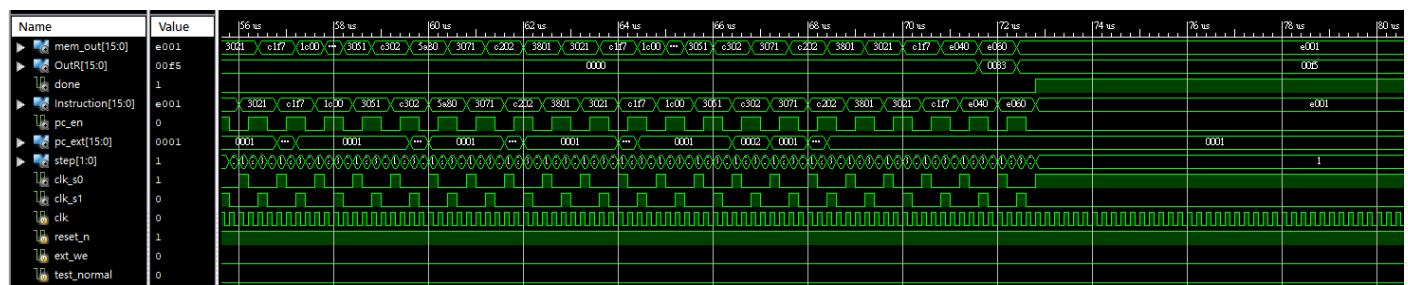 Name Value 56 us 58 us 60 us 62 us 64 us 66 us 68 us 70 us 72 us 74 us 76 us 78 us 80 us
mem_out[15:0] e001 3021 c1f7 1c00 ... 3051 c302 5e80 3071 c202 3801 3021 c1f7 1c00 ... 3051 c302 3071 c202 3801 3021 c1f7 e040 e060 e001
OutR[15:0] 00f5 0000 0083 00f5
done 1
Instruction[15:0] e001 3021 c1f7 1c00 3051 c302 5e80 3071 c202 3801 3021 c1f7 1c00 3051 c302 3071 c202 3801 3021 c1f7 e040 e060 e001
pc_en 0
pc_ext[15:0] 0001 0001 ... 0001 ... 0001 ... 0001 ... 0001 0002 0001 ... 0001
step[1:0] 1 1
clk_s0 1
clk_s1 0
clk 0
reset_n 1
ext_we 0
test_normal 0